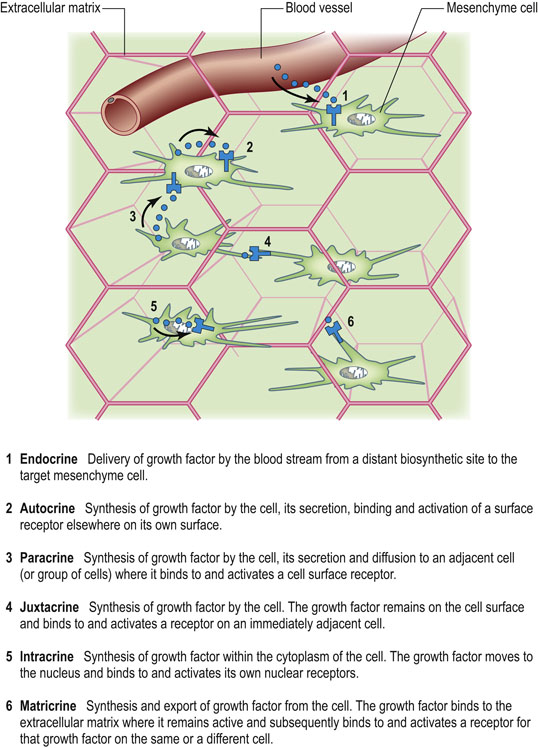 Extracellular matrix
Blood vessel
Mesenchyme cell
1
2
3
4
5
6
1 Endocrine Delivery of growth factor by the blood stream from a distant biosynthetic site to the
target mesenchyme cell.
2 Autocrine Synthesis of growth factor by the cell, its secretion, binding and activation of a surface
receptor elsewhere on its own surface.
3 Paracrine Synthesis of growth factor by the cell, its secretion and diffusion to an adjacent cell
(or group of cells) where it binds to and activates a cell surface receptor.
4 Juxtacrine Synthesis of growth factor by the cell. The growth factor remains on the cell surface
and binds to and activates a receptor on an immediately adjacent cell.
5 Intracrine Synthesis of growth factor within the cytoplasm of the cell. The growth factor moves to
the nucleus and binds to and activates its own nuclear receptors.
6 Matricrine Synthesis and export of growth factor from the cell. The growth factor binds to the
extracellular matrix where it remains active and subsequently binds to and activates a receptor for
that growth factor on the same or a different cell.